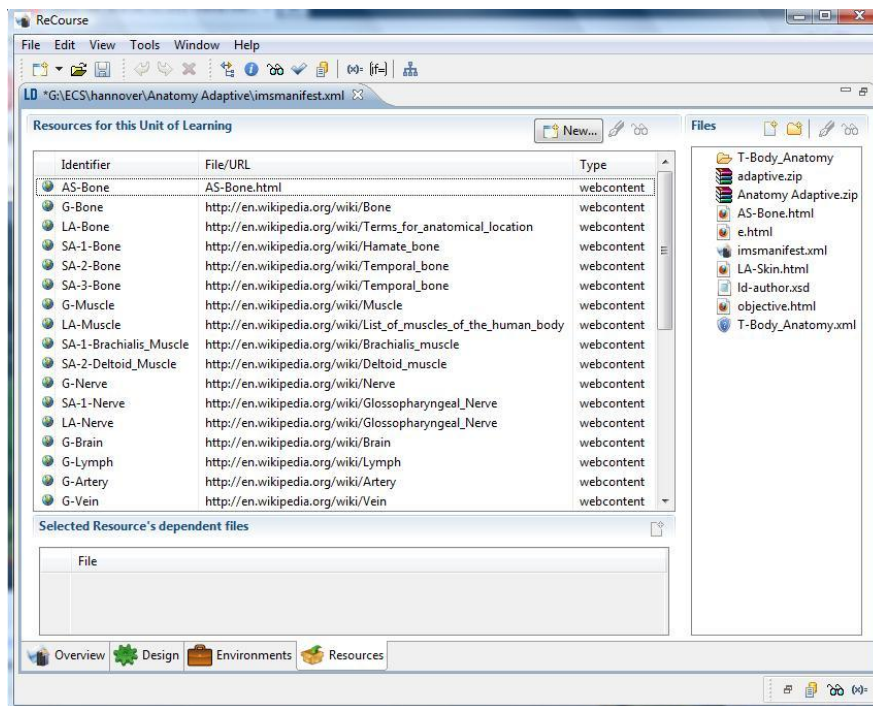 ReCourse
File Edit View Tools Window Help
(x)= [if=]
LD *G:\ECS\hannover\Anatomy Adaptive\imsmanifest.xml
Resources for this Unit of Learning New...
Identifier File/URL Type
AS-Bone AS-Bone.html webcontent
G-Bone http://en.wikipedia.org/wiki/Bone webcontent
LA-Bone http://en.wikipedia.org/wiki/Terms_for_anatomical_location webcontent
SA-1-Bone http://en.wikipedia.org/wiki/Hamate_bone webcontent
SA-2-Bone http://en.wikipedia.org/wiki/Temporal_bone webcontent
SA-3-Bone http://en.wikipedia.org/wiki/Temporal_bone webcontent
G-Muscle http://en.wikipedia.org/wiki/Muscle webcontent
LA-Muscle http://en.wikipedia.org/wiki/List_of_muscles_of_the_human_body webcontent
SA-1-Brachialis_Muscle http://en.wikipedia.org/wiki/Brachialis_muscle webcontent
SA-2-Deltoid_Muscle http://en.wikipedia.org/wiki/Deltoid_muscle webcontent
G-Nerve http://en.wikipedia.org/wiki/Nerve webcontent
SA-1-Nerve http://en.wikipedia.org/wiki/Glossopharyngeal_Nerve webcontent
LA-Nerve http://en.wikipedia.org/wiki/Glossopharyngeal_Nerve webcontent
G-Brain http://en.wikipedia.org/wiki/Brain webcontent
G-Lymph http://en.wikipedia.org/wiki/Lymph webcontent
G-Artery http://en.wikipedia.org/wiki/Artery webcontent
G-Vein http://en.wikipedia.org/wiki/Vein webcontent
Selected Resource's dependent files
File
Files
T-Body_Anatomy
adaptive.zip
Anatomy Adaptive.zip
AS-Bone.html
e.html
imsmanifest.xml
LA-Skin.html
ld-author.xsd
objective.html
T-Body_Anatomy.xml
Overview Design Environments Resources
(x)=